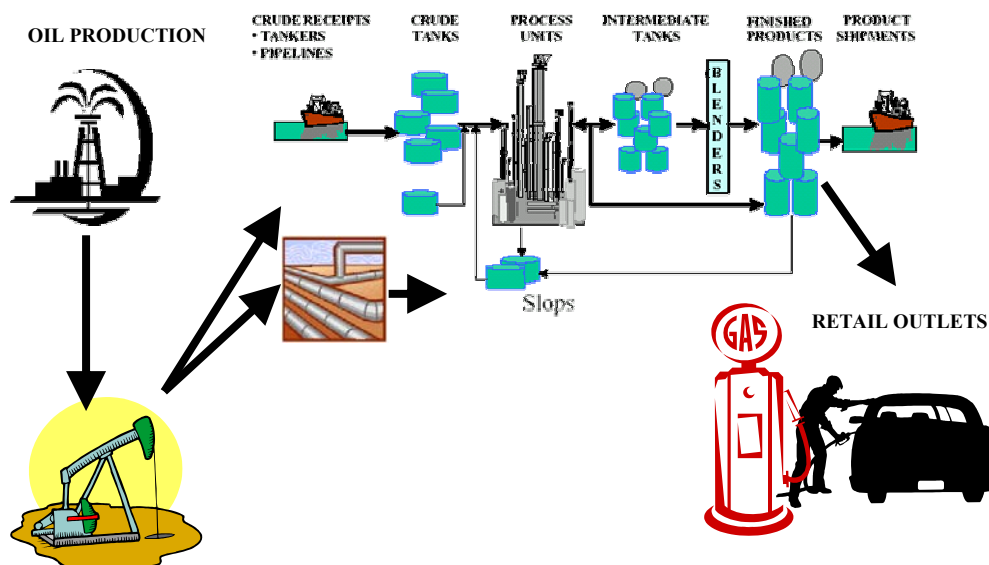 OIL PRODUCTION
CRUDE RECEIPTS
• TANKERS
• PIPELINES
CRUDE
TANKS
PROCESS
UNITS
INTERMEDIATE
TANKS
FINISHED
PRODUCTS
PRODUCT
SHIPMENTS
BLENDERS
Slops
GAS
RETAIL OUTLETS